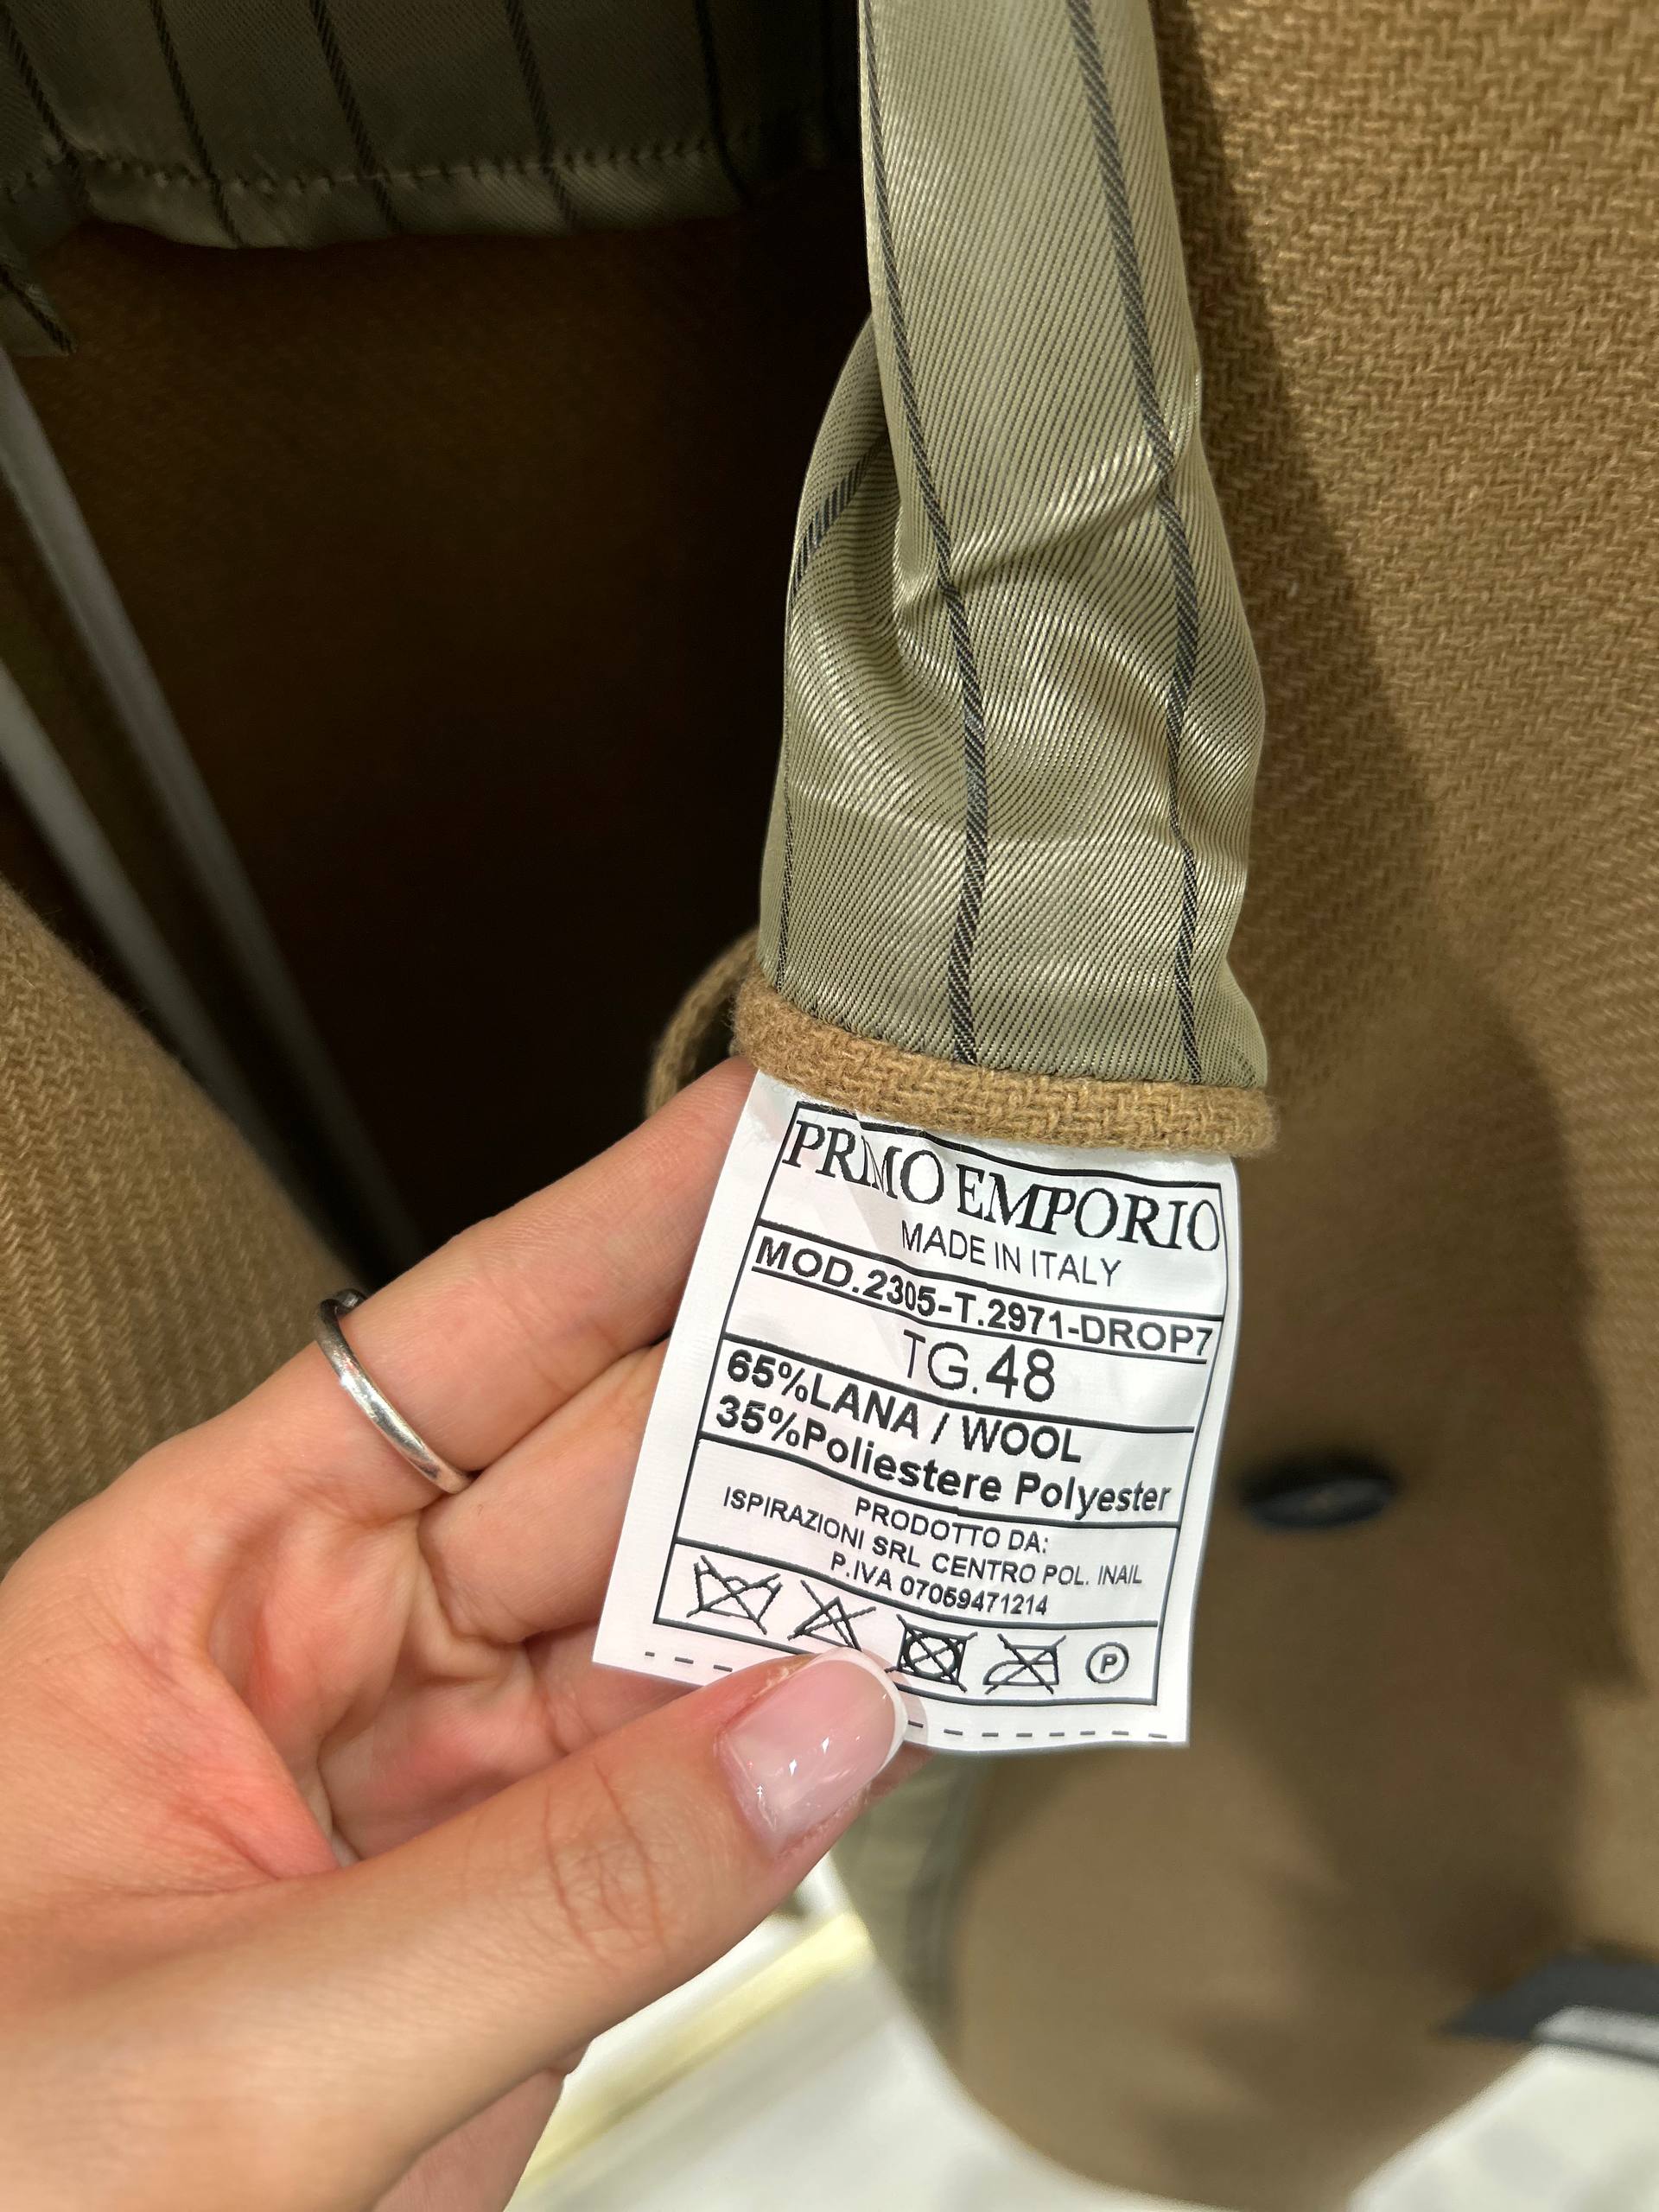 PRIMO EMPORIO
MADE IN ITALY
MOD.2305-T.2971-DROP7
TG.48
65%LANA / WOOL
35%Poliestere Polyester
PRODOTTO DA:
ISPIRAZIONI SRL CENTRO POL. INAIL
P.IVA 07059471214
P